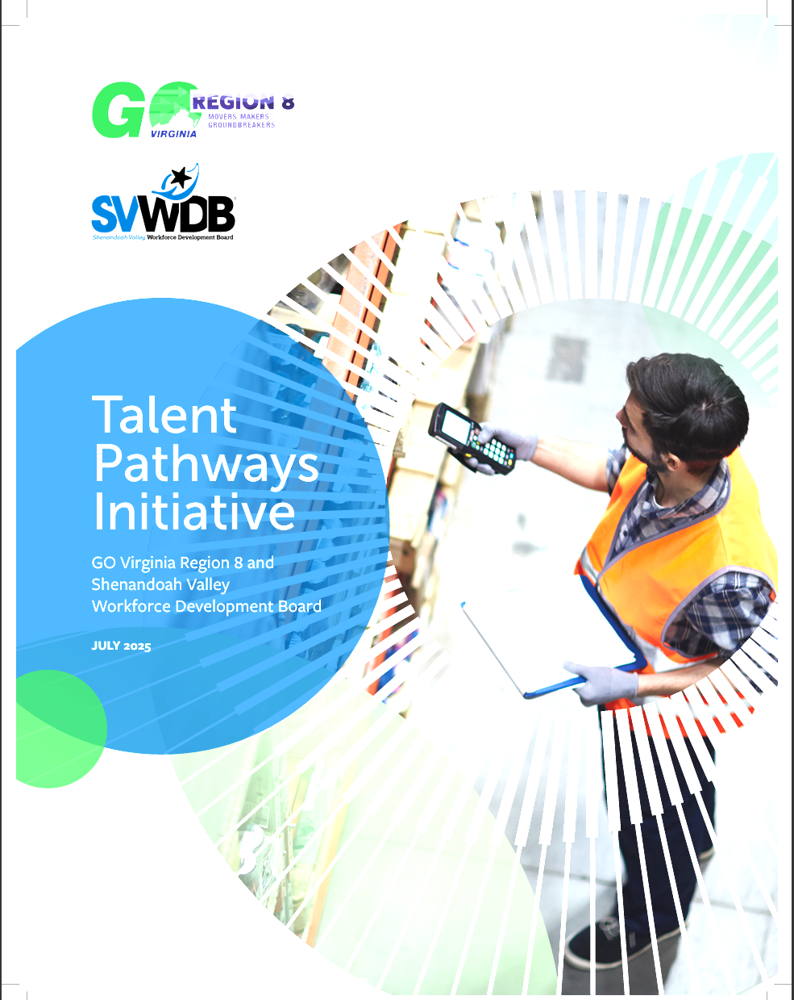 GO
REGION 8
MOVERS MAKERS
GROUNDBREAKERS
VIRGINIA
SVWDB
Shenandoah Valley Workforce Development Board
Talent
Pathways
Initiative
GO Virginia Region 8 and
Shenandoah Valley
Workforce Development Board
JULY 2025